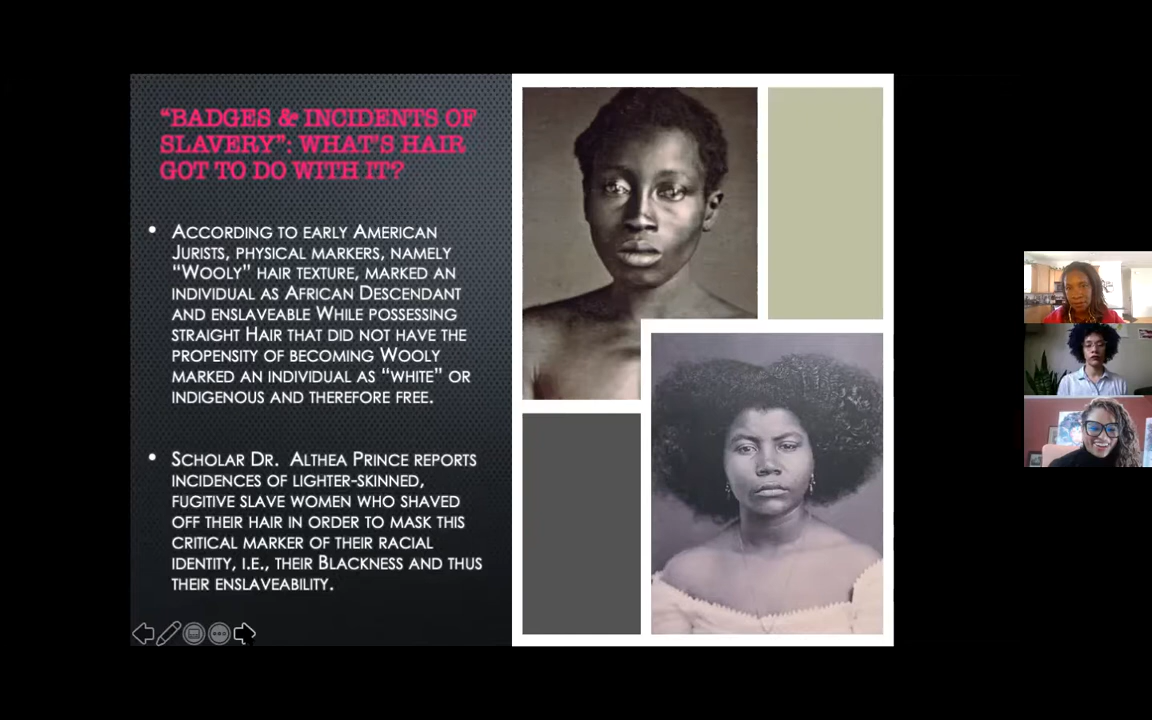 “BADGES & INCIDENTS OF
SLAVERY”: WHAT’S HAIR
GOT TO DO WITH IT?
• ACCORDING TO EARLY AMERICAN
JURISTS, PHYSICAL MARKERS, NAMELY
“WOOLY” HAIR TEXTURE, MARKED AN
INDIVIDUAL AS AFRICAN DESCENDANT
AND ENSLAVEABLE WHILE POSSESSING
STRAIGHT HAIR THAT DID NOT HAVE THE
PROPENSITY OF BECOMING WOOLY
MARKED AN INDIVIDUAL AS “WHITE” OR
INDIGENOUS AND THEREFORE FREE.
• SCHOLAR DR. ALTHEA PRINCE REPORTS
INCIDENCES OF LIGHTER-SKINNED,
FUGITIVE SLAVE WOMEN WHO SHAVED
OFF THEIR HAIR IN ORDER TO MASK THIS
CRITICAL MARKER OF THEIR RACIAL
IDENTITY, I.E., THEIR BLACKNESS AND THUS
THEIR ENSLAVEABILITY.